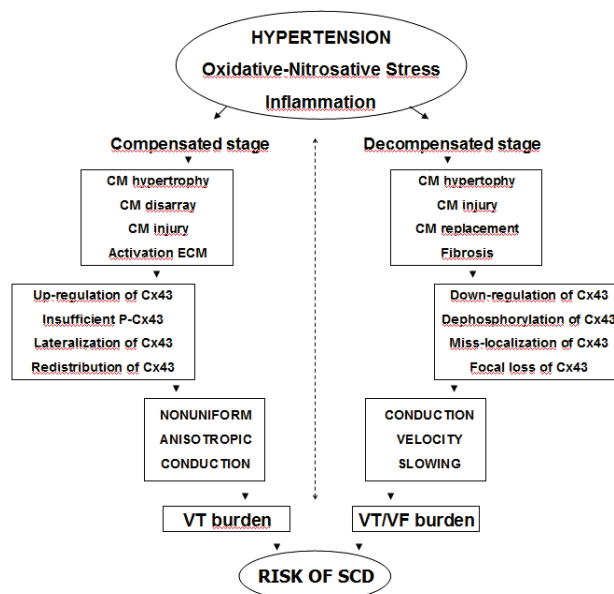 HYPERTENSION
Oxidative-Nitrosative Stress
Inflammation
Compensated stage
CM hypertrophy
CM disarray
CM injury
Activation ECM
Up-regulation of Cx43
Insufficient P-Cx43
Lateralization of Cx43
Redistribution of Cx43
NONUNIFORM
ANISOTROPIC
CONDUCTION
VT burden
Decompensated stage
CM hypertophy
CM injury
CM replacement
Fibrosis
Down-regulation of Cx43
Dephosphorylation of Cx43
Miss-localization of Cx43
Focal loss of Cx43
CONDUCTION
VELOCITY
SLOWING
VT/VF burden
RISK OF SCD